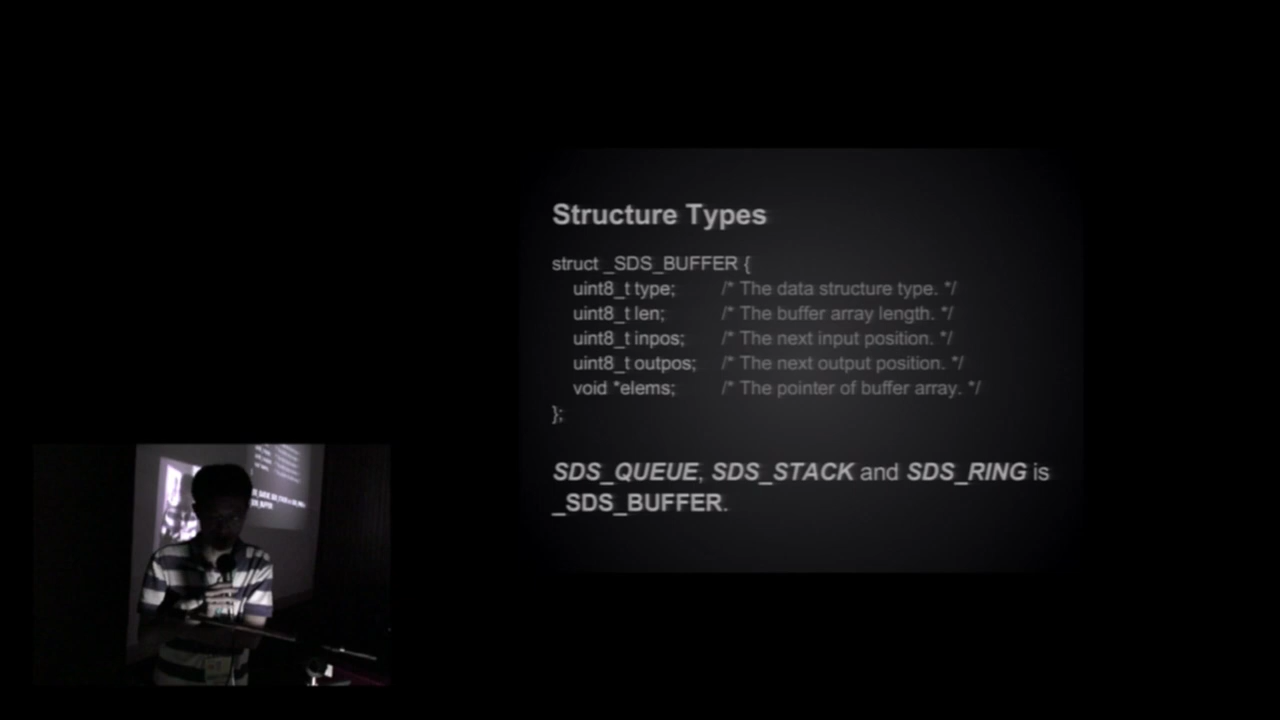 Structure Types
struct _SDS_BUFFER {
uint8_t type; /* The data structure type. */
uint8_t len; /* The buffer array length. */
uint8_t inpos; /* The next input position. */
uint8_t outpos; /* The next output position. */
void *elems; /* The pointer of buffer array. */
};
SDS_QUEUE, SDS_STACK and SDS_RING is
_SDS_BUFFER.